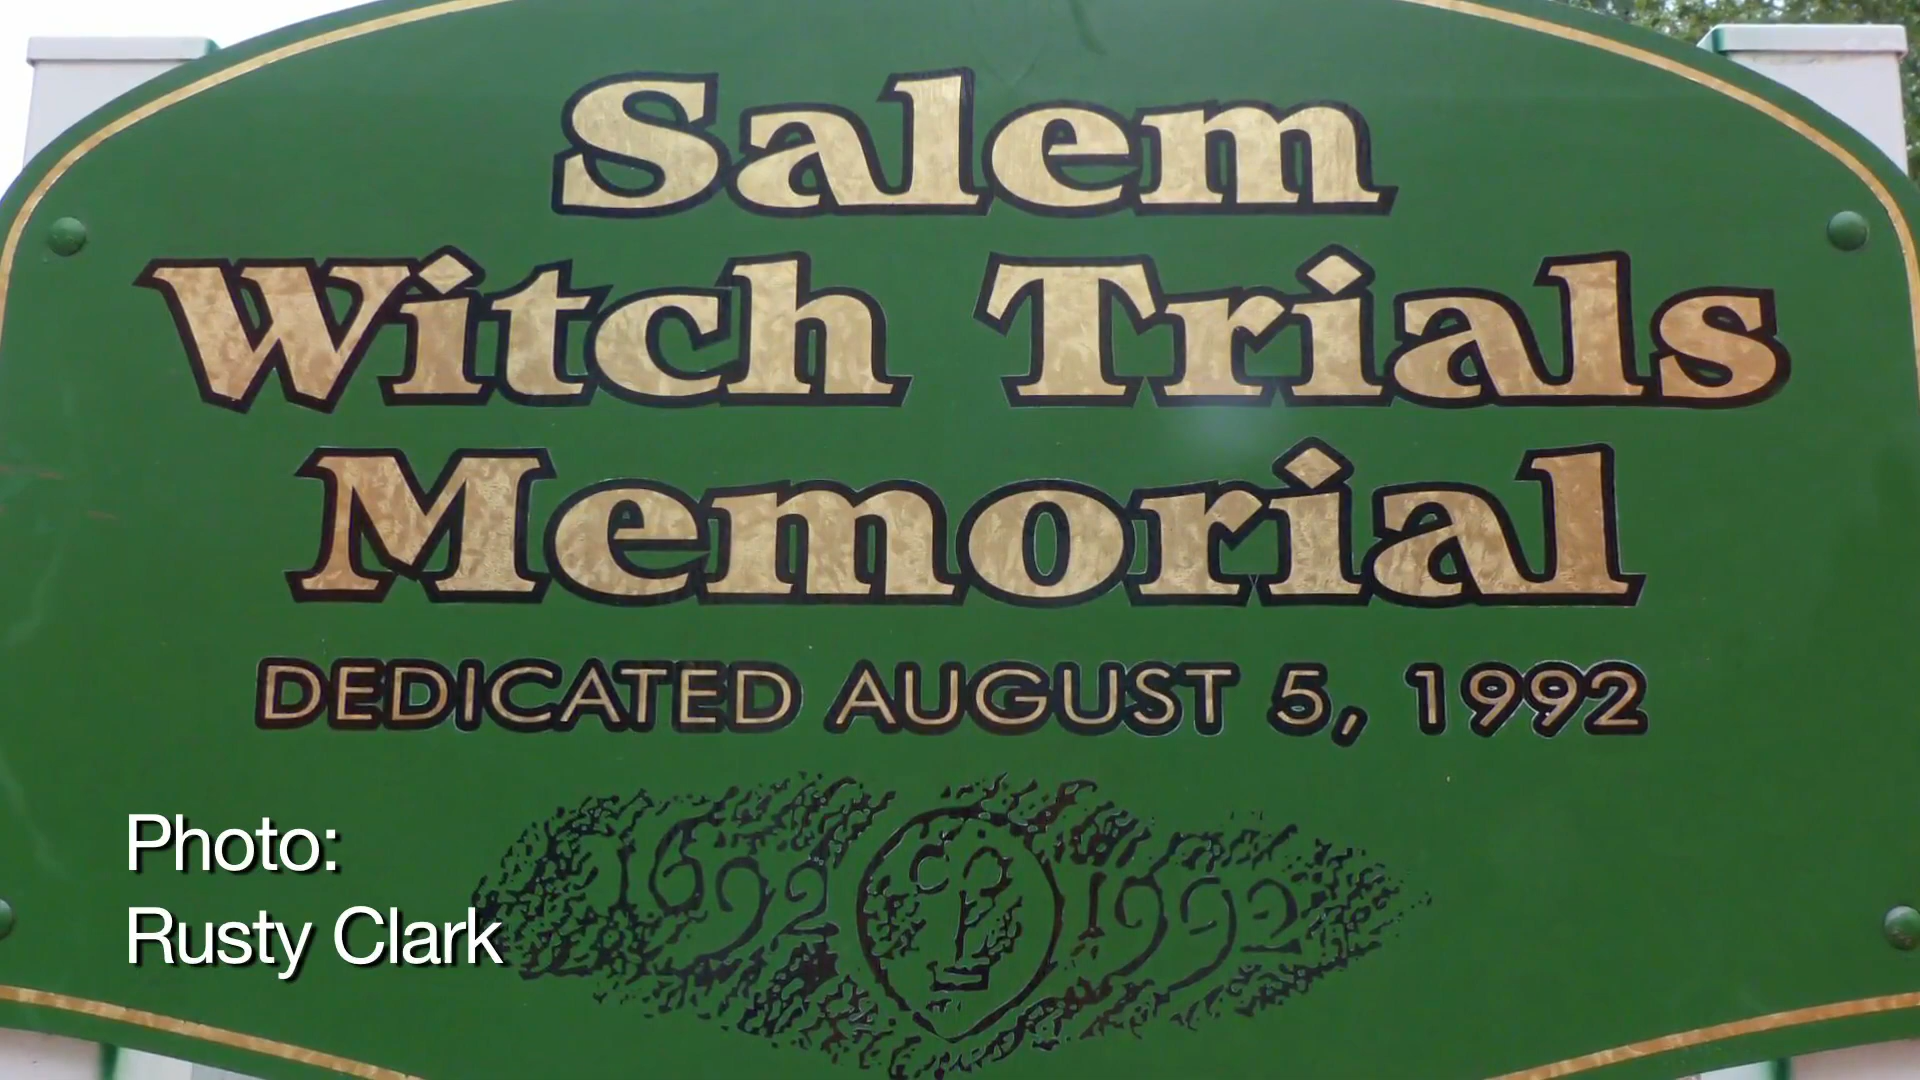 Salem
Witch Trials
Memorial
DEDICATED AUGUST 5, 1992
1692 1992
Photo:
Rusty Clark